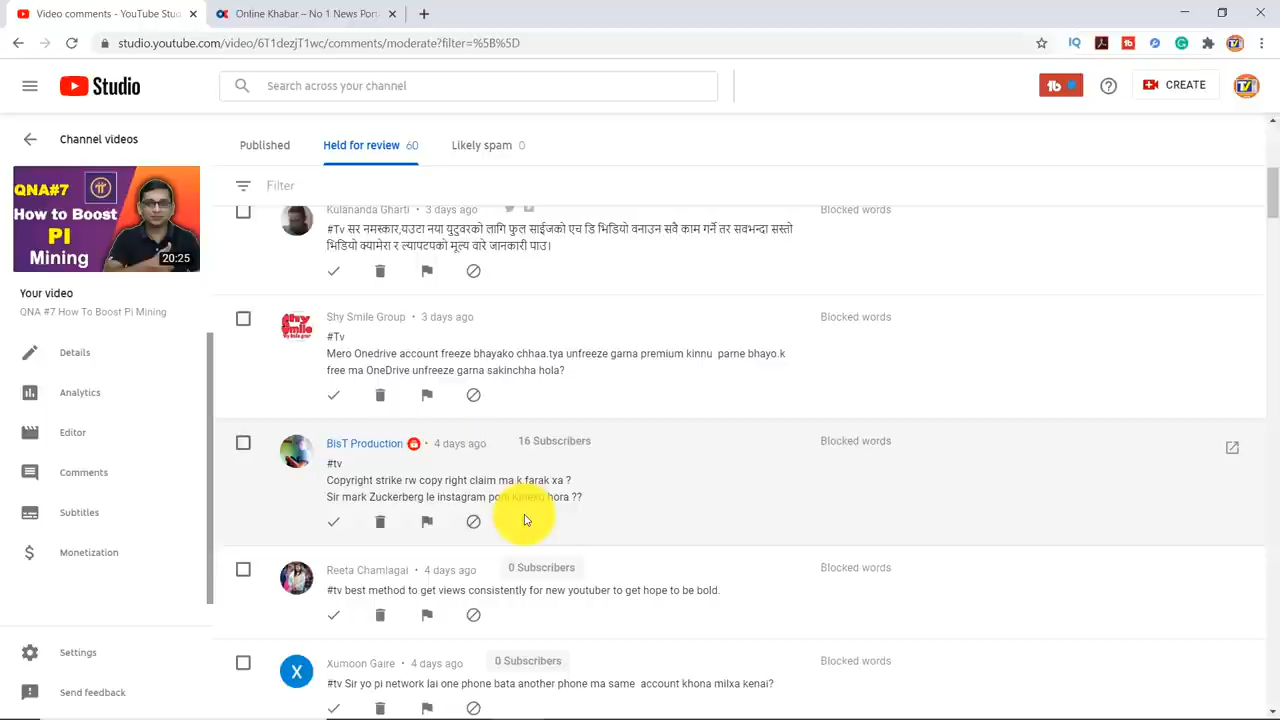 Video comments - YouTube Stu
Online Khabar – No 1 News Port
studio.youtube.com/video/6T1dezjT1wc/comments/moderate?filter=%5B%5D
Studio
Search across your channel
CREATE
Channel videos
Published
Held for review 60
Likely spam 0
Filter
QNA#7
How to Boost
PI
Mining
20:25
Your video
QNA #7 How To Boost Pi Mining
Details
Analytics
Editor
Comments
Subtitles
Monetization
Settings
Send feedback
Kulananda Gharti • 3 days ago
Blocked words
#Tv सर नमस्कार,यउटा नया युटुवरको लागि फुल साईजको एच डि भिडियो वनाउन सवै काम गर्ने तर सवभन्दा सस्तो
भिडियो क्यामेरा र ल्यापटपको मूल्य वारे जानकारी पाउ।
Shy Smile Group • 3 days ago
Blocked words
#Tv
Mero Onedrive account freeze bhayako chhaa.tya unfreeze garna premium kinnu parne bhayo.k
free ma OneDrive unfreeze garna sakinchha hola?
BisT Production • 4 days ago 16 Subscribers
Blocked words
#tv
Copyright strike rw copy right claim ma k farak xa ?
Sir mark Zuckerberg le instagram poni kineko hora ??
Reeta Chamlagai • 4 days ago 0 Subscribers
Blocked words
#tv best method to get views consistently for new youtuber to get hope to be bold.
Xumoon Gaire • 4 days ago 0 Subscribers
Blocked words
X
#tv Sir yo pi network lai one phone bata another phone ma same account khona milxa kenai?